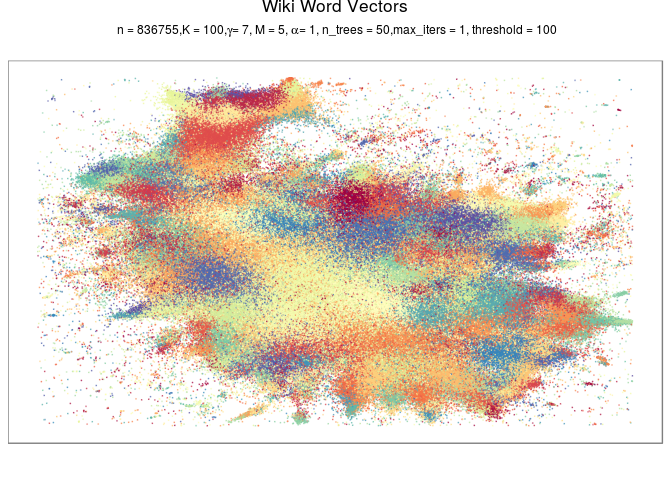 Wiki Word Vectors
n = 836755,K = 100,γ= 7, M = 5, α= 1, n_trees = 50,max_iters = 1, threshold = 100